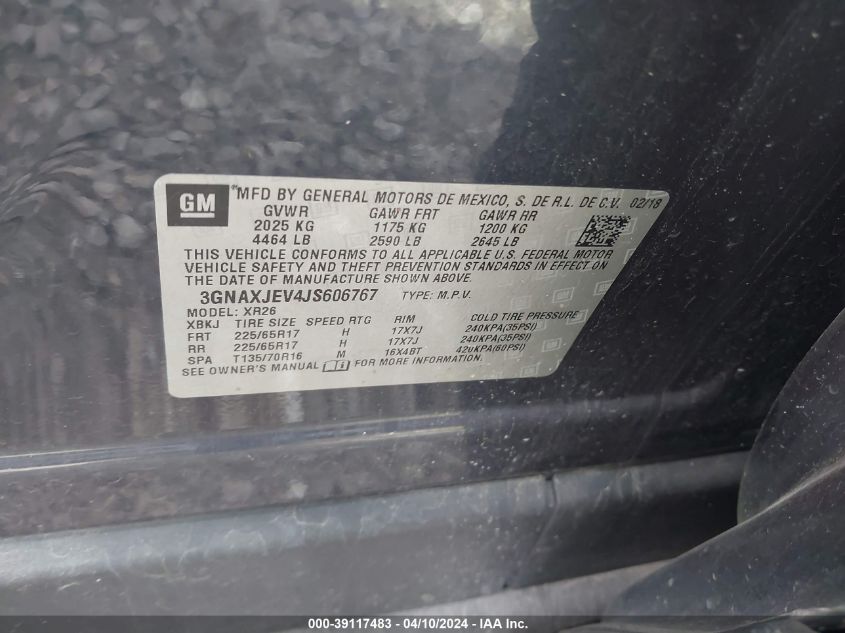 GM
"MFD BY GENERAL MOTORS DE MEXICO, S. DE R.L. DE C.V. 02/18
GVWR GAWR FRT GAWR RR
2025 KG 1175 KG 1200 KG
4464 LB 2590 LB 2645 LB
THIS VEHICLE CONFORMS TO ALL APPLICABLE U.S. FEDERAL MOTOR
VEHICLE SAFETY AND THEFT PREVENTION STANDARDS IN EFFECT ON
THE DATE OF MANUFACTURE SHOWN ABOVE.
3GNAXJEV4JS606767 TYPE: M.P.V.
MODEL: XR26
XBKJ TIRE SIZE SPEED RTG RIM COLD TIRE PRESSURE
FRT 225/65R17 H 17X7J 240KPA(35PSI)
RR 225/65R17 H 17X7J 240KPA(35PSI)
SPA T135/70R16 M 16X4BT 420KPA(60PSI)
SEE OWNER'S MANUAL FOR MORE INFORMATION.
000-39117483 - 04/10/2024 - IAA Inc.